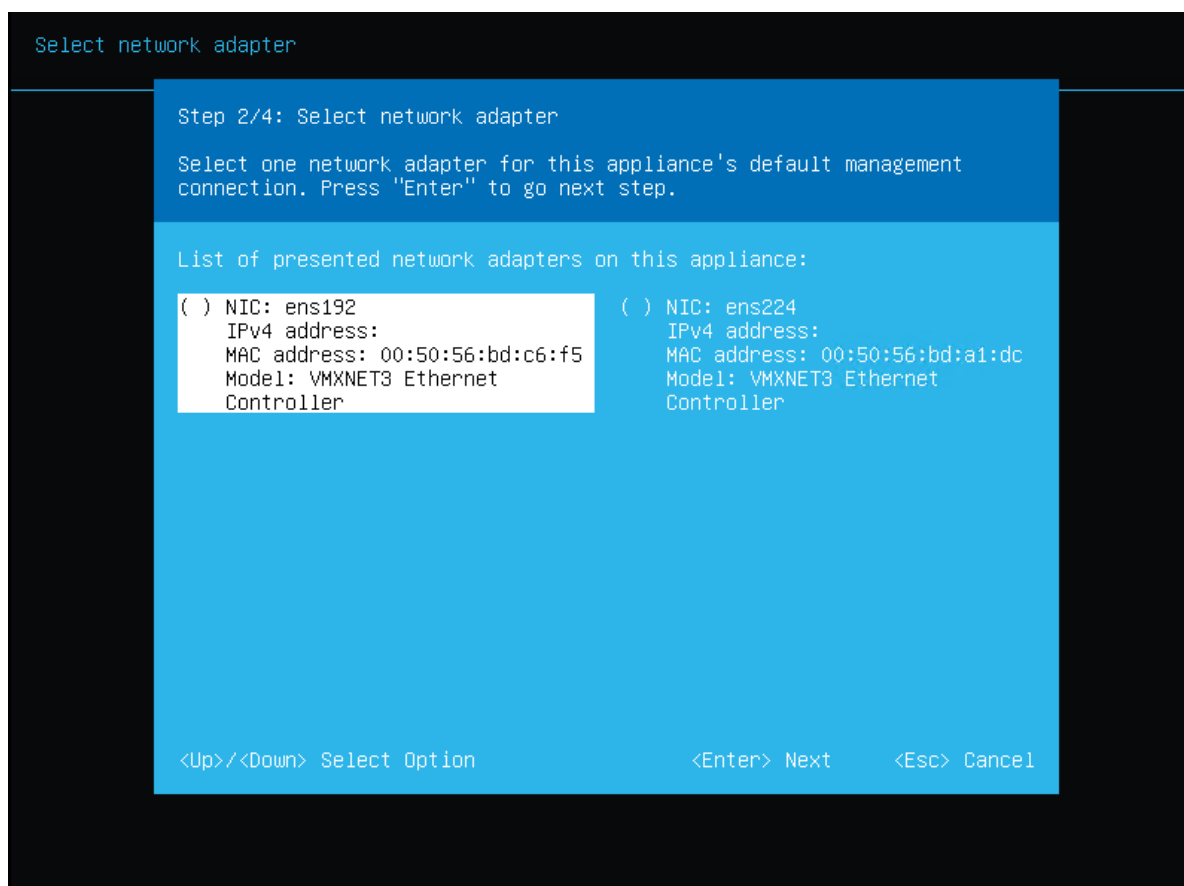 Select network adapter
Step 2/4: Select network adapter
Select one network adapter for this appliance's default management
connection. Press "Enter" to go next step.
List of presented network adapters on this appliance:
( ) NIC: ens192
IPv4 address:
MAC address: 00:50:56:bd:c6:f5
Model: VMXNET3 Ethernet
Controller
( ) NIC: ens224
IPv4 address:
MAC address: 00:50:56:bd:a1:dc
Model: VMXNET3 Ethernet
Controller
<Up>/<Down> Select Option
<Enter> Next
<Esc> Cancel